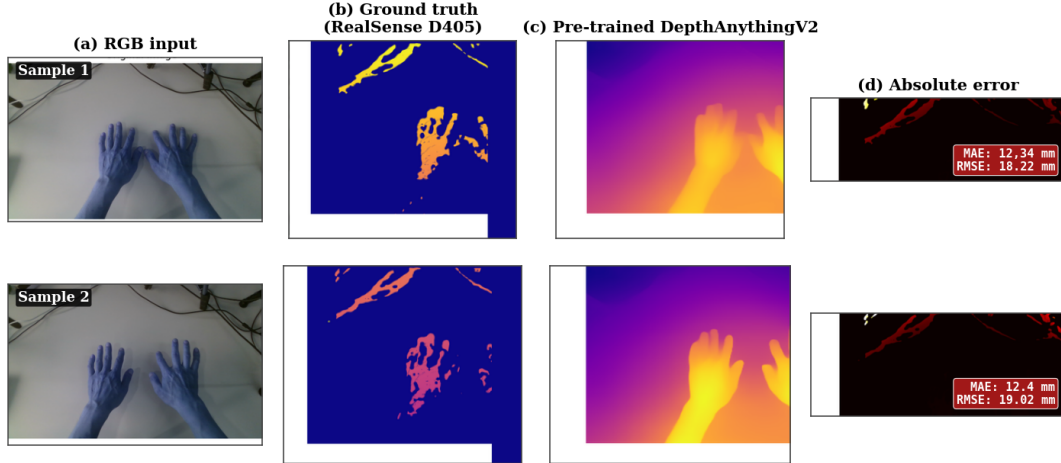 (a) RGB input
(b) Ground truth
(RealSense D405)
(c) Pre-trained DepthAnythingV2
(d) Absolute error
Sample 1
MAE: 12,34 mm
RMSE: 18.22 mm
Sample 2
MAE: 12.4 mm
RMSE: 19.02 mm